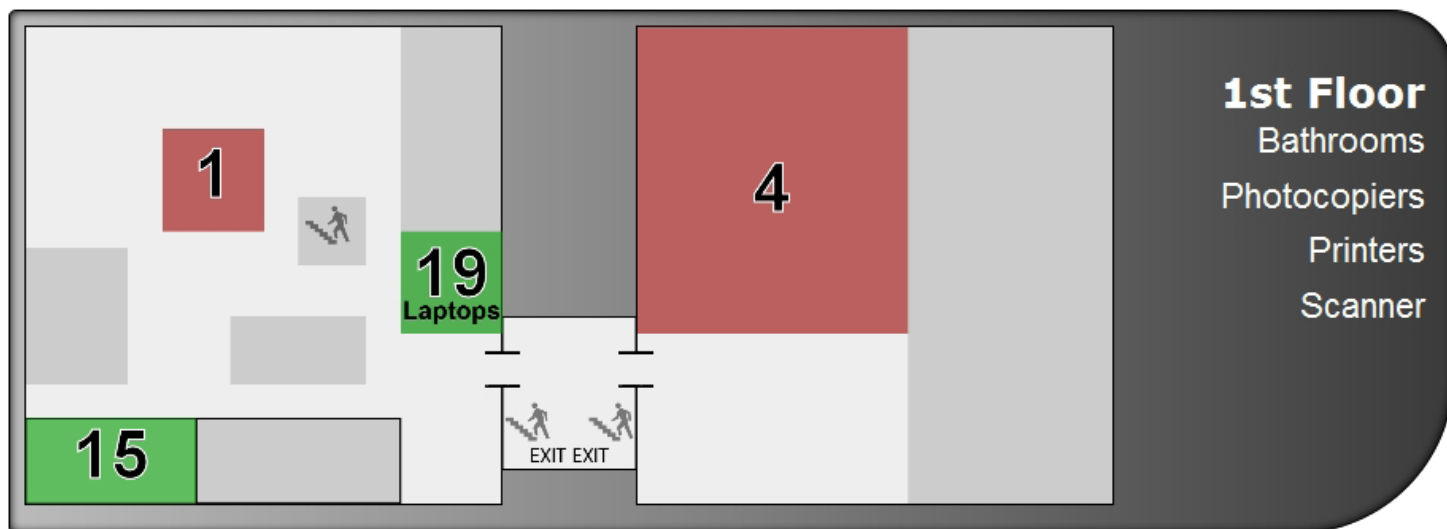 1
4
19
Laptops
15
EXIT EXIT
1st Floor
Bathrooms
Photocopiers
Printers
Scanner